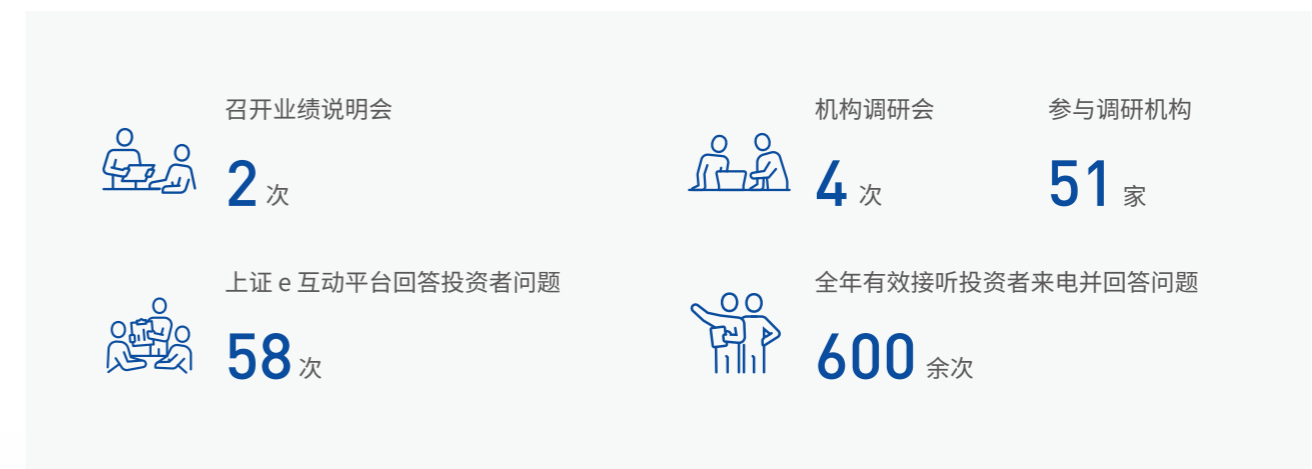 召开业绩说明会
2 次
机构调研会
4 次
参与调研机构
51 家
上证 e 互动平台回答投资者问题
58 次
全年有效接听投资者来电并回答问题
600 余次